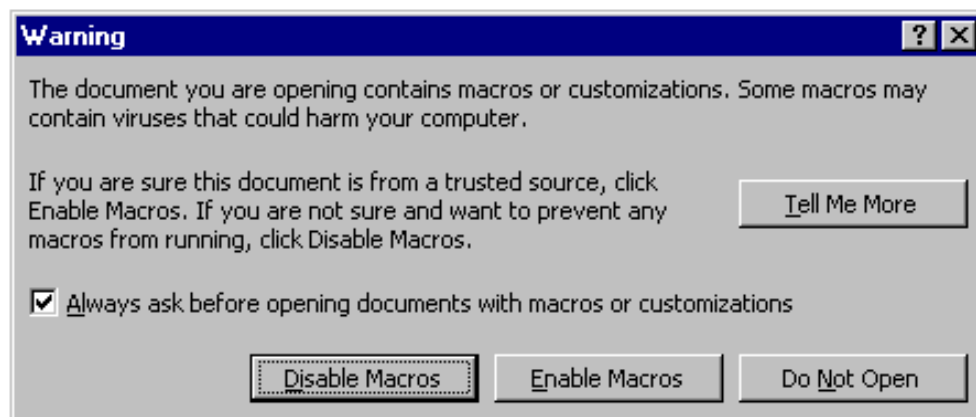 Warning
The document you are opening contains macros or customizations. Some macros may
contain viruses that could harm your computer.
If you are sure this document is from a trusted source, click
Enable Macros. If you are not sure and want to prevent any
macros from running, click Disable Macros.
Tell Me More
Always ask before opening documents with macros or customizations
Disable Macros
Enable Macros
Do Not Open